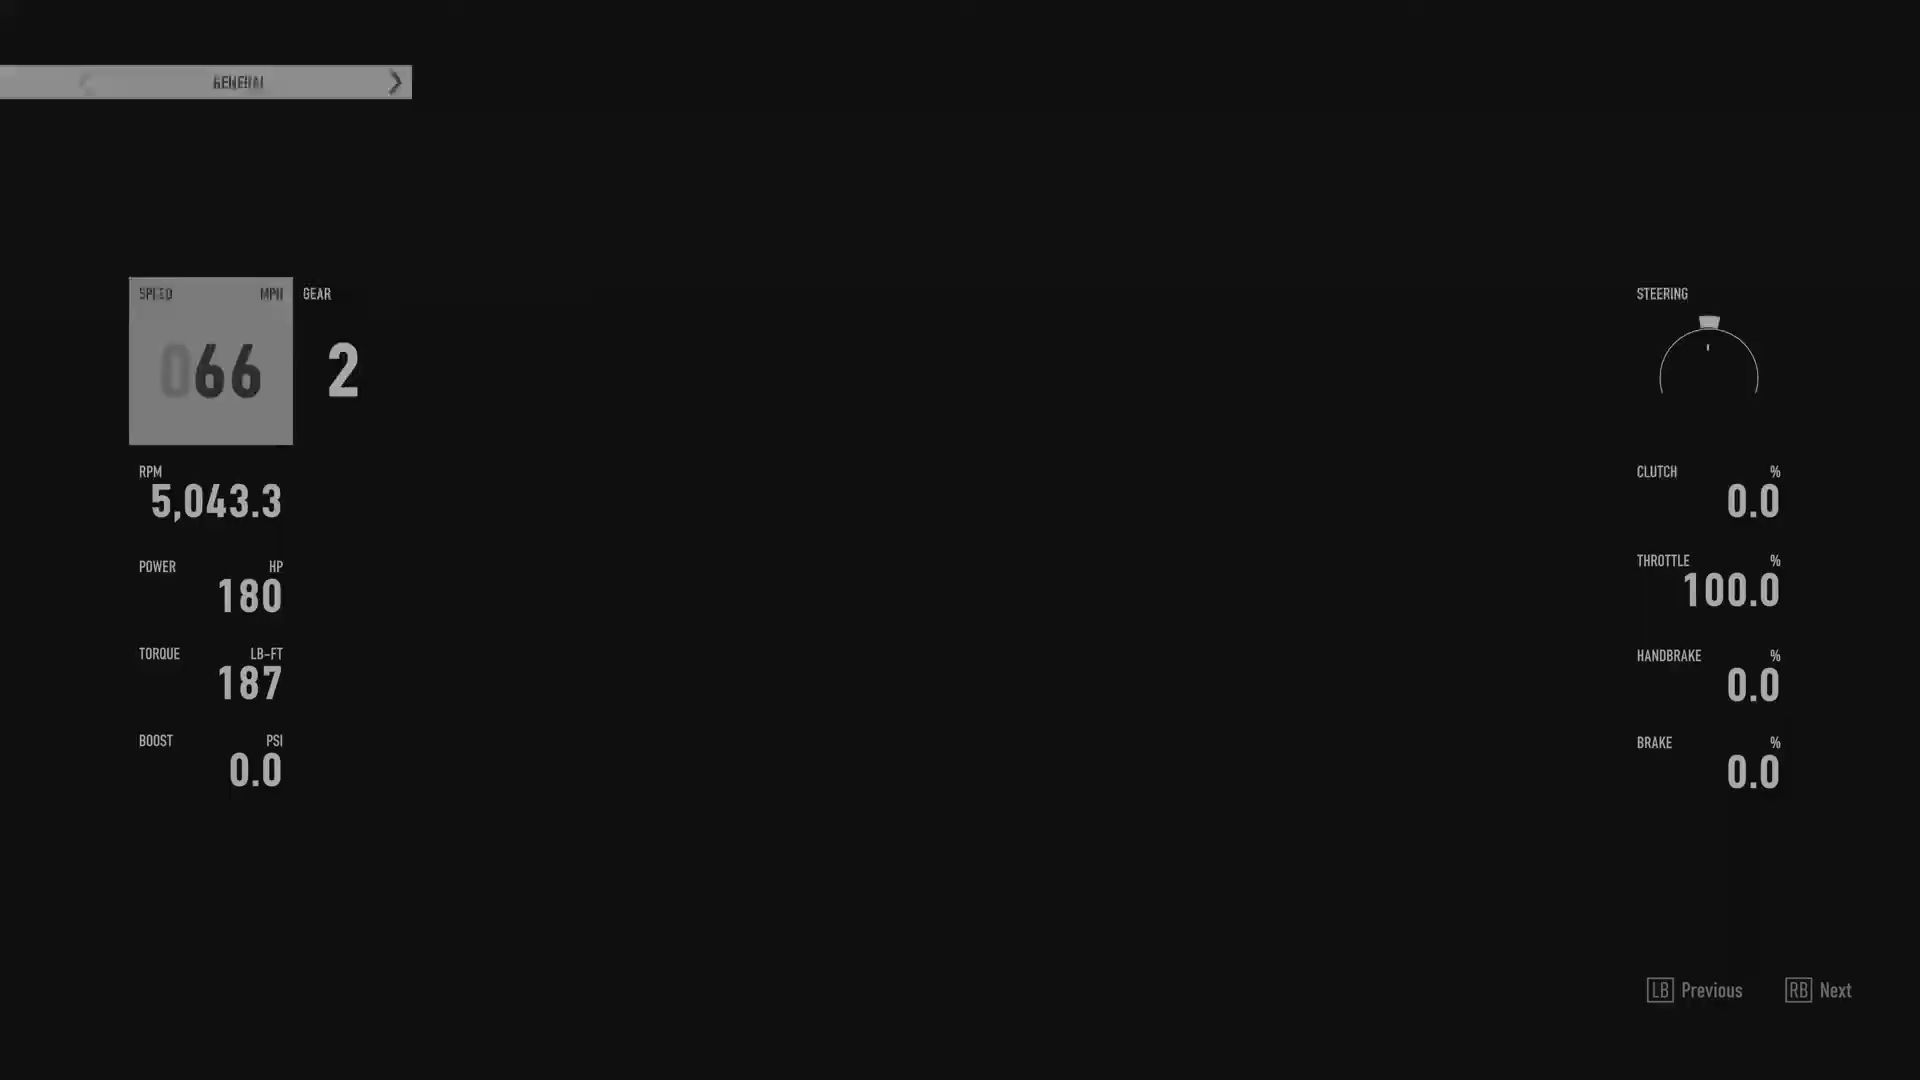 GENERAL
SPEED MPH
066
GEAR
2
RPM
5,043.3
POWER HP
180
TORQUE LB-FT
187
BOOST PSI
0.0
STEERING
CLUTCH %
0.0
THROTTLE %
100.0
HANDBRAKE %
0.0
BRAKE %
0.0
LB Previous RB Next